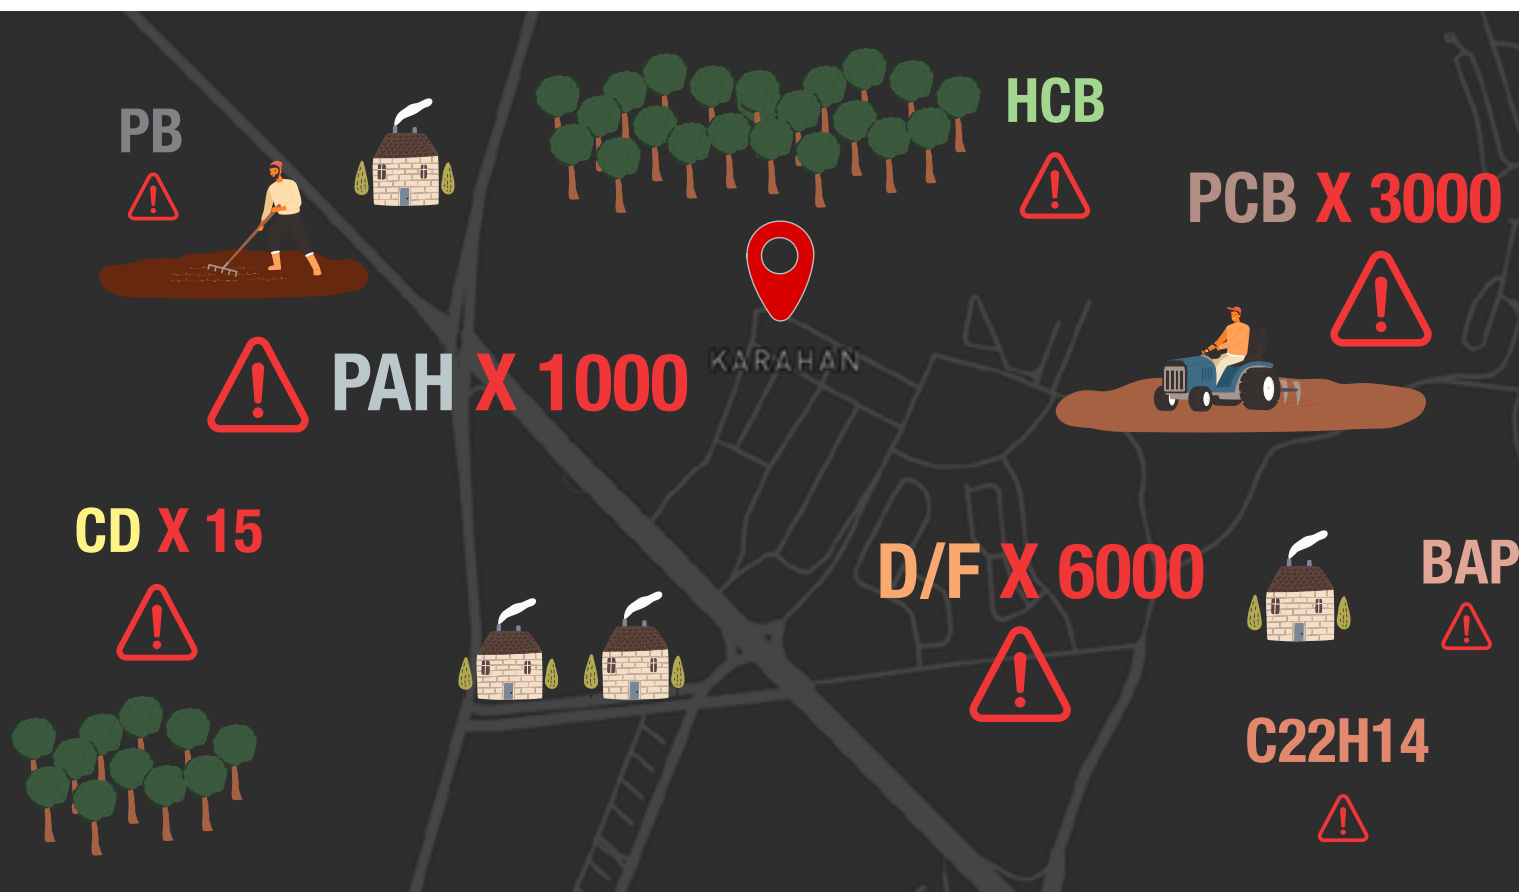 PB
HCB
PCB X 3000
PAH X 1000
KARAHAN
CD X 15
D/F X 6000
BAP
C22H14